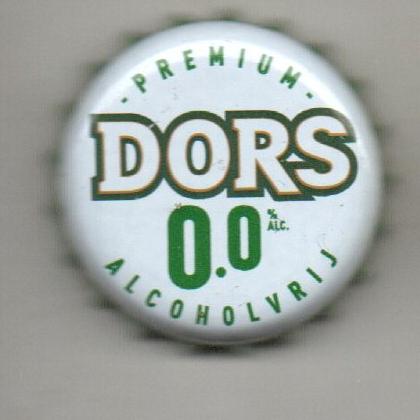 - PREMIUM -
DORS
0.0 % ALC.
ALCOHOLVRIJ